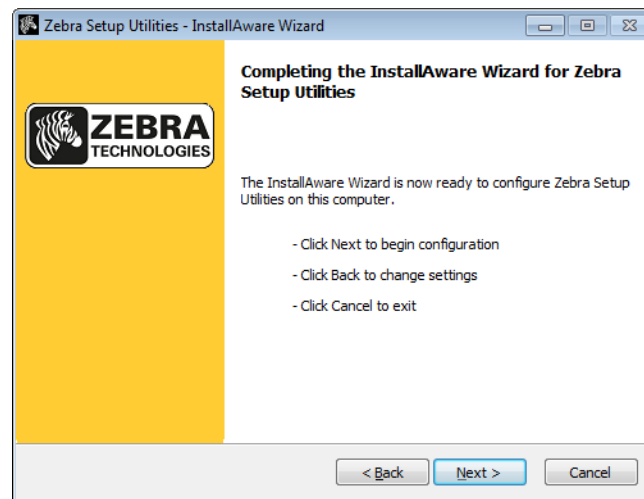 Zebra Setup Utilities - InstallAware Wizard
Completing the InstallAware Wizard for Zebra
Setup Utilities
ZEBRA
TECHNOLOGIES
The InstallAware Wizard is now ready to configure Zebra Setup
Utilities on this computer.
- Click Next to begin configuration
- Click Back to change settings
- Click Cancel to exit
< Back
Next >
Cancel